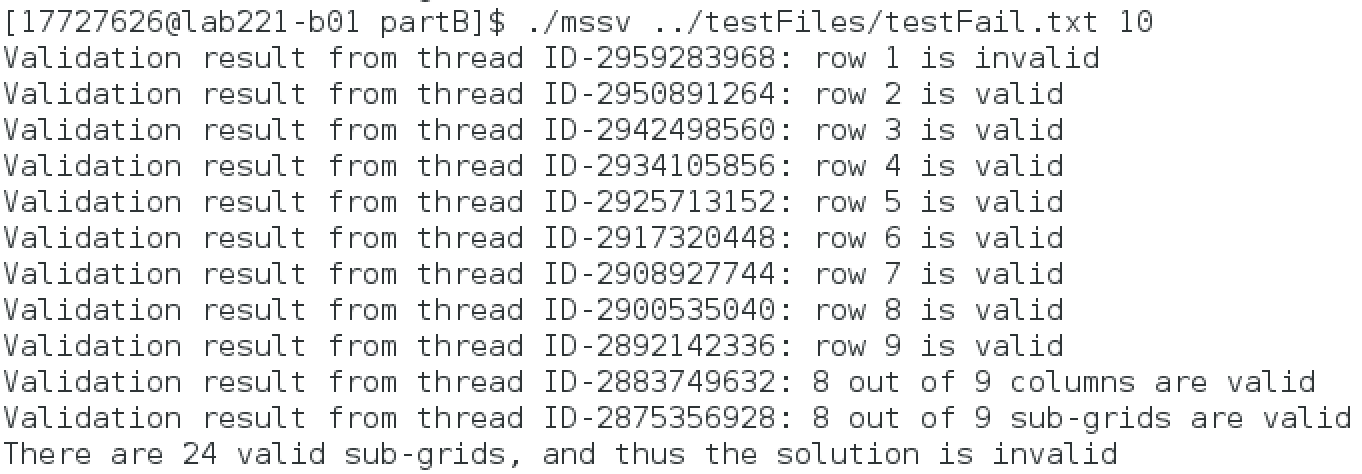 [17727626@lab221-b01 partB]$ ./mssv ../testFiles/testFail.txt 10
Validation result from thread ID-2959283968: row 1 is invalid
Validation result from thread ID-2950891264: row 2 is valid
Validation result from thread ID-2942498560: row 3 is valid
Validation result from thread ID-2934105856: row 4 is valid
Validation result from thread ID-2925713152: row 5 is valid
Validation result from thread ID-2917320448: row 6 is valid
Validation result from thread ID-2908927744: row 7 is valid
Validation result from thread ID-2900535040: row 8 is valid
Validation result from thread ID-2892142336: row 9 is valid
Validation result from thread ID-2883749632: 8 out of 9 columns are valid
Validation result from thread ID-2875356928: 8 out of 9 sub-grids are valid
There are 24 valid sub-grids, and thus the solution is invalid